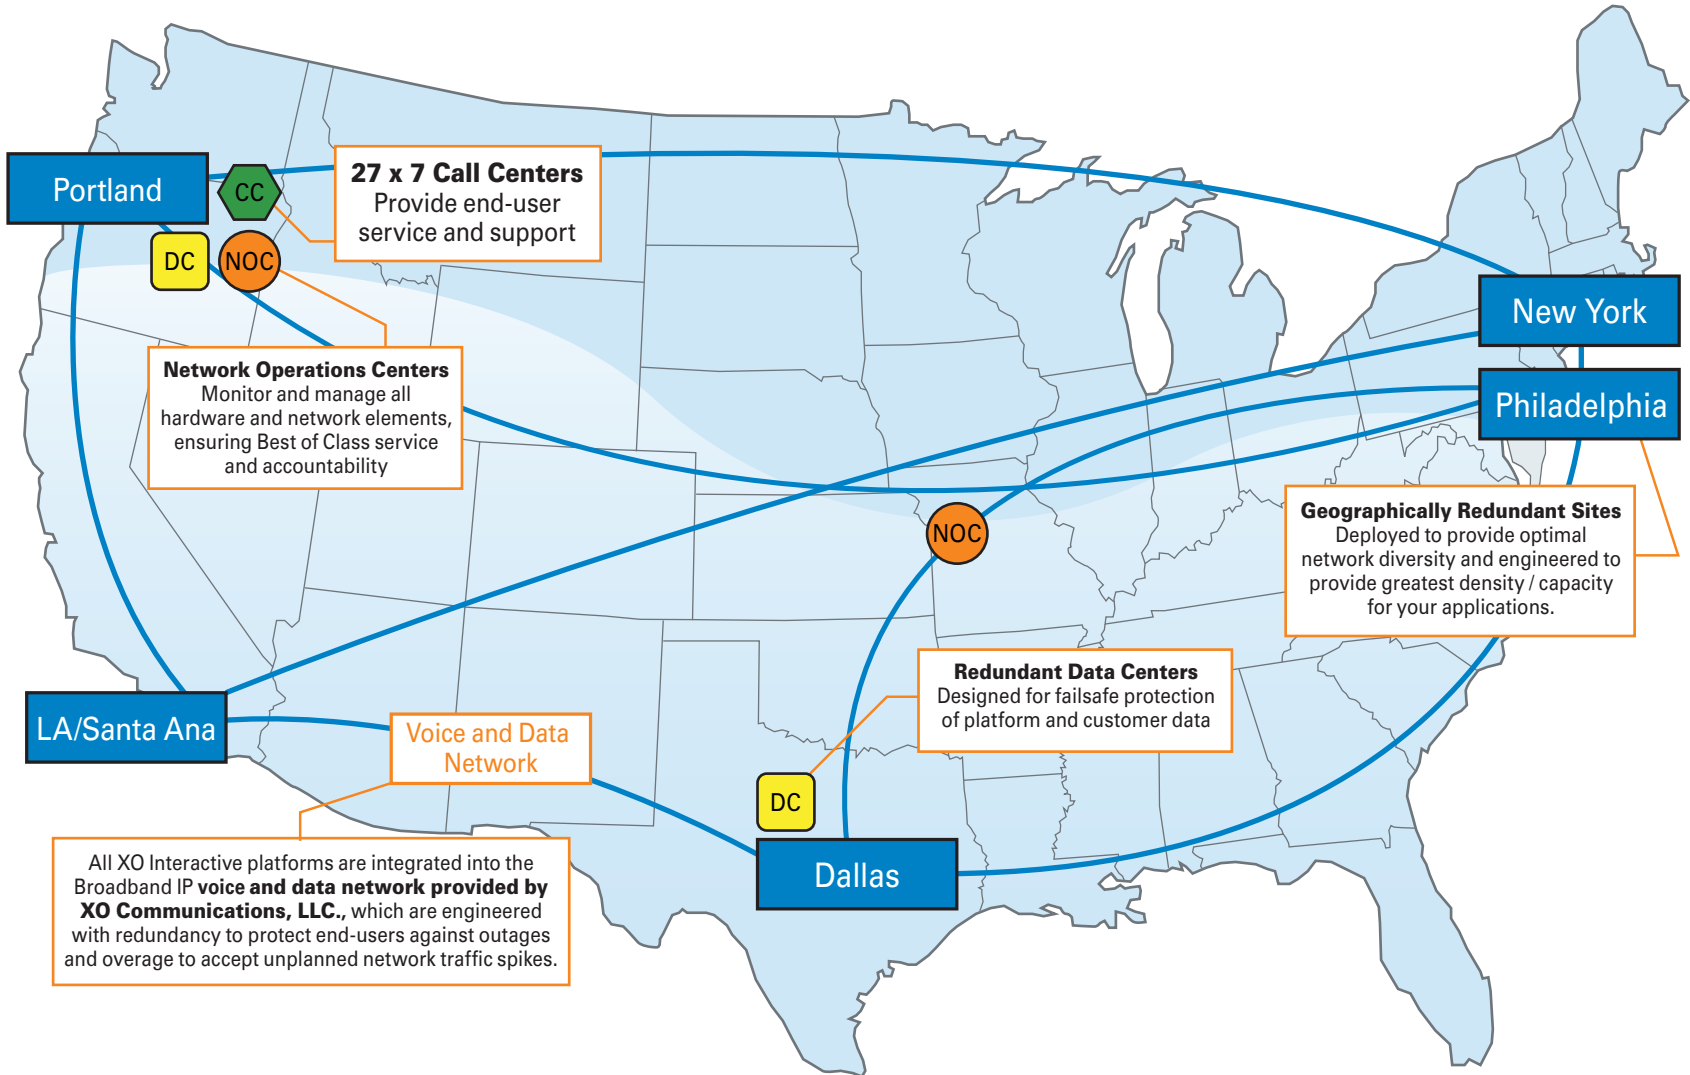 Portland
CC
27 x 7 Call Centers
Provide end-user
service and support
DC
NOC
Network Operations Centers
Monitor and manage all
hardware and network elements,
ensuring Best of Class service
and accountability
New York
Philadelphia
NOC
Geographically Redundant Sites
Deployed to provide optimal
network diversity and engineered to
provide greatest density / capacity
for your applications.
Redundant Data Centers
Designed for failsafe protection
of platform and customer data
LA/Santa Ana
Voice and Data
Network
DC
Dallas
All XO Interactive platforms are integrated into the
Broadband IP voice and data network provided by
XO Communications, LLC., which are engineered
with redundancy to protect end-users against outages
and overage to accept unplanned network traffic spikes.